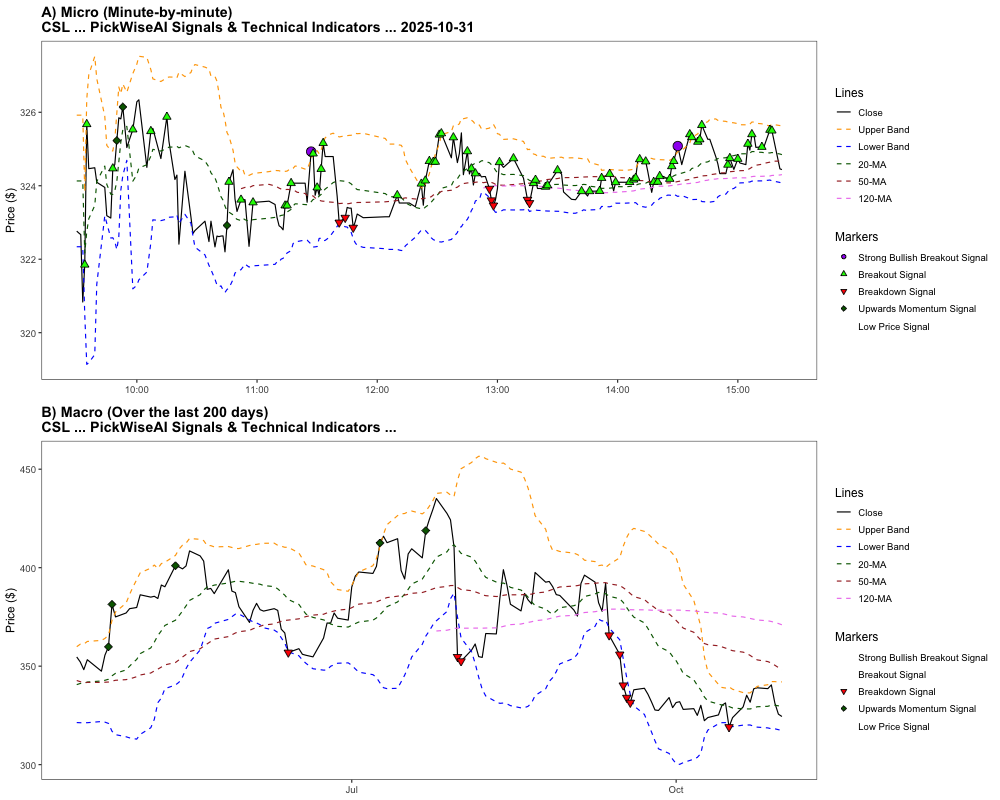 A) Micro (Minute-by-minute)
CSL ... PickWiseAI Signals & Technical Indicators ... 2025-10-31
Price ($)
326
324
322
320
10:00 11:00 12:00 13:00 14:00 15:00
Lines
Close
Upper Band
Lower Band
20-MA
50-MA
120-MA
Markers
Strong Bullish Breakout Signal
Breakout Signal
Breakdown Signal
Upwards Momentum Signal
Low Price Signal
B) Macro (Over the last 200 days)
CSL ... PickWiseAI Signals & Technical Indicators ...
Price ($)
450
400
350
300
Jul Oct
Lines
Close
Upper Band
Lower Band
20-MA
50-MA
120-MA
Markers
Strong Bullish Breakout Signal
Breakout Signal
Breakdown Signal
Upwards Momentum Signal
Low Price Signal